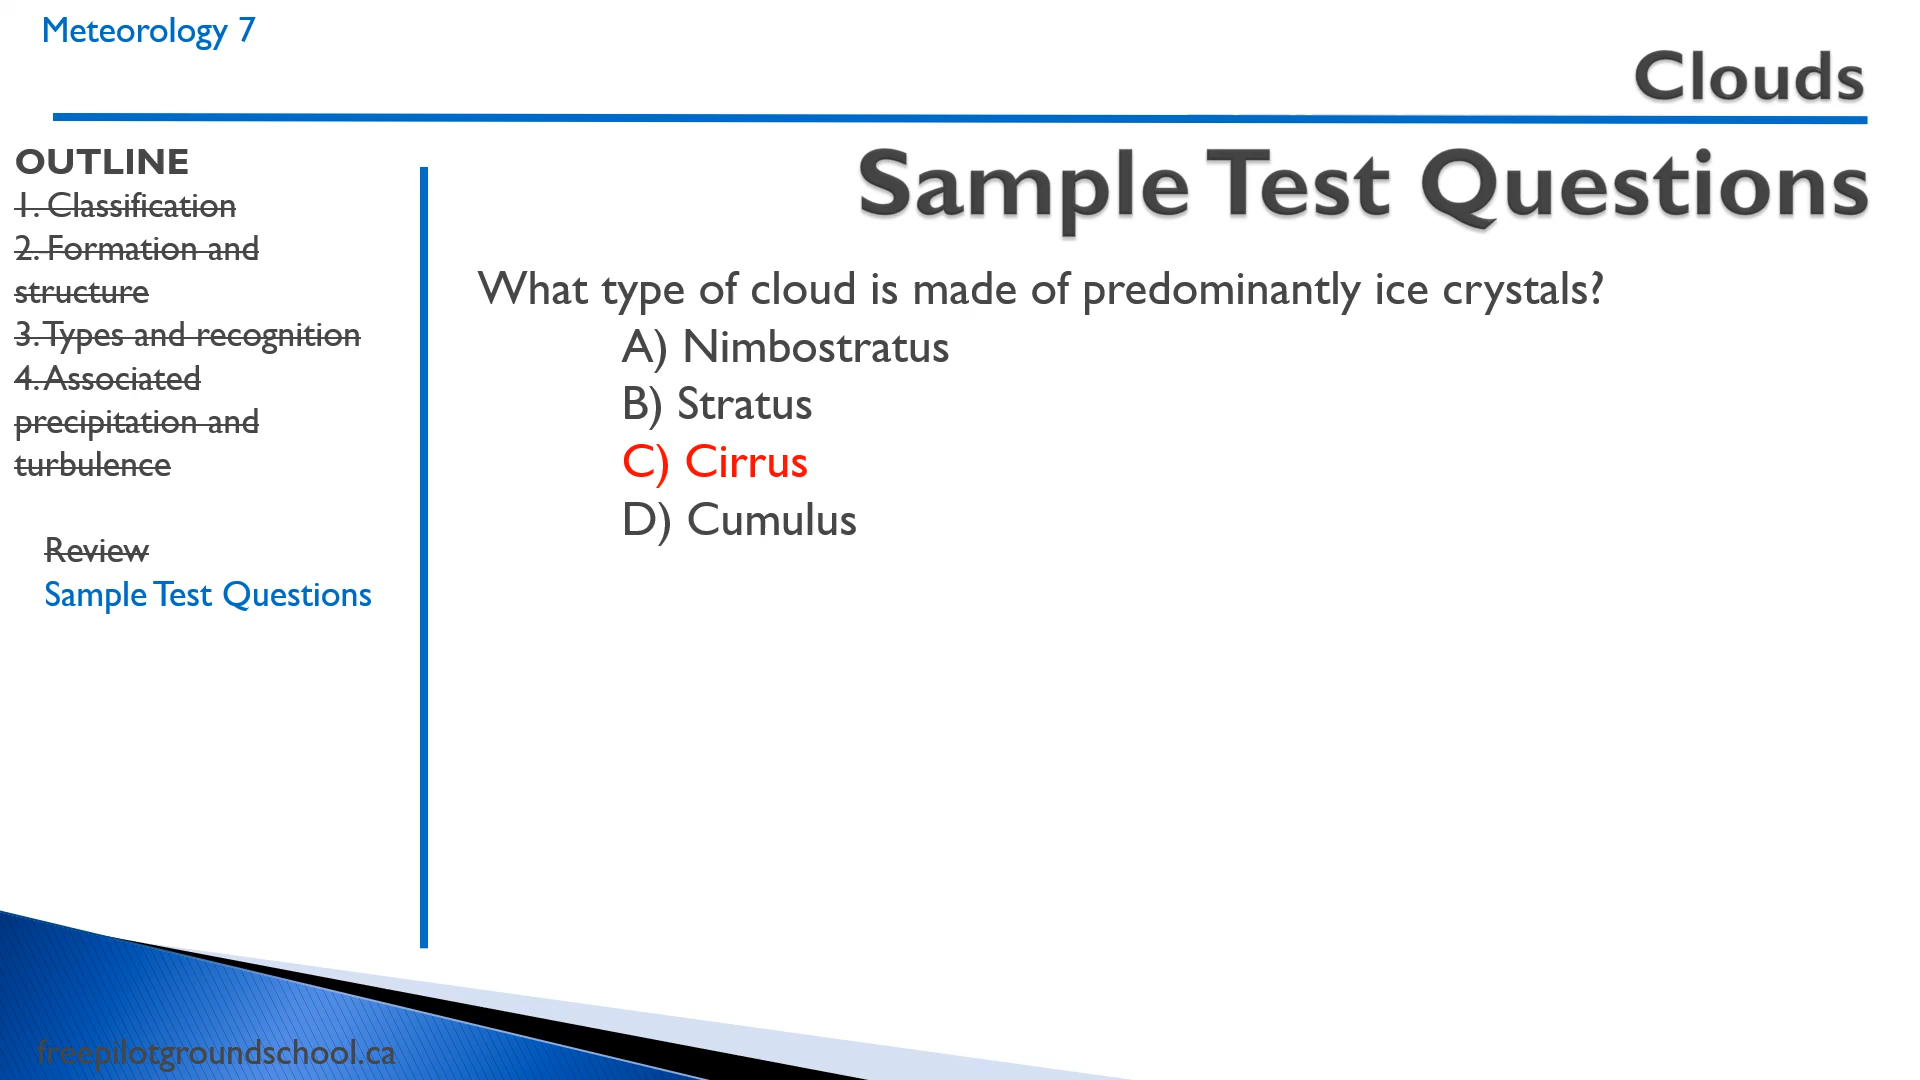 Meteorology 7
Clouds
OUTLINE
1. Classification
2. Formation and
structure
3. Types and recognition
4. Associated
precipitation and
turbulence
Review
Sample Test Questions
Sample Test Questions
What type of cloud is made of predominantly ice crystals?
A) Nimbostratus
B) Stratus
C) Cirrus
D) Cumulus
freepilotgroundschool.ca